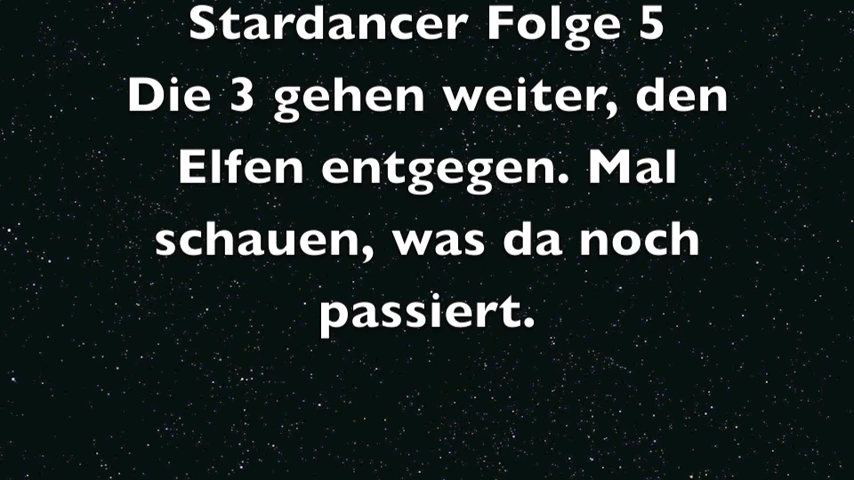 Stardancer Folge 5
Die 3 gehen weiter, den
Elfen entgegen. Mal
schauen, was da noch
passiert.